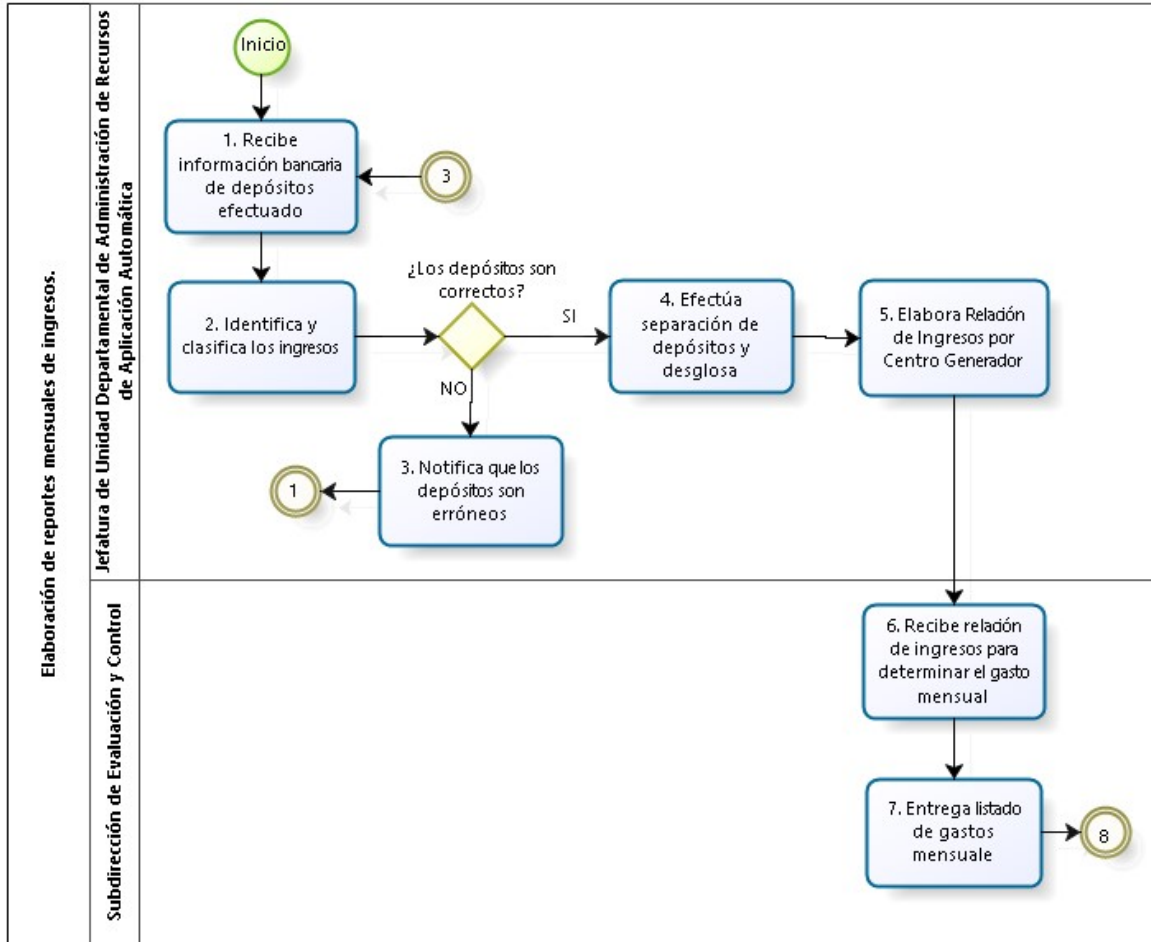 Elaboración de reportes mensuales de ingresos.
Jefatura de Unidad Departamental de Administración de Recursos
de Aplicación Automática
Inicio
1. Recibe
información bancaria
de depósitos
efectuado
3
2. Identifica y
clasifica los ingresos
¿Los depósitos son
correctos?
SI
NO
3. Notifica que los
depósitos son
erróneos
1
4. Efectúa
separación de
depósitos y
desglosa
5. Elabora Relación
de Ingresos por
Centro Generador
Subdirección de Evaluación y Control
6. Recibe relación
de ingresos para
determinar el gasto
mensual
7. Entrega listado
de gastos
mensuale
8